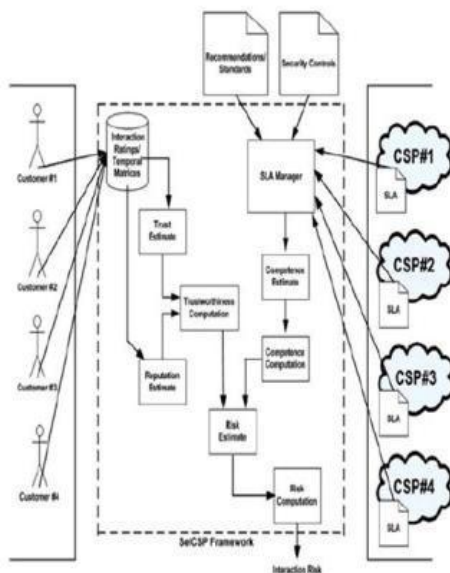 Recommendations/
Standards
Security Controls
Customer #1
Customer #2
Customer #3
Customer #4
Interaction
Ratings/
Temporal
Matrices
SLA Manager
Trust
Estimate
Trustworthiness
Computation
Reputation
Estimate
Competence
Estimate
Competence
Computation
Risk
Estimate
Risk
Computation
SelCSP Framework
Interaction Risk
CSP#1
SLA
CSP#2
SLA
CSP#3
SLA
CSP#4
SLA